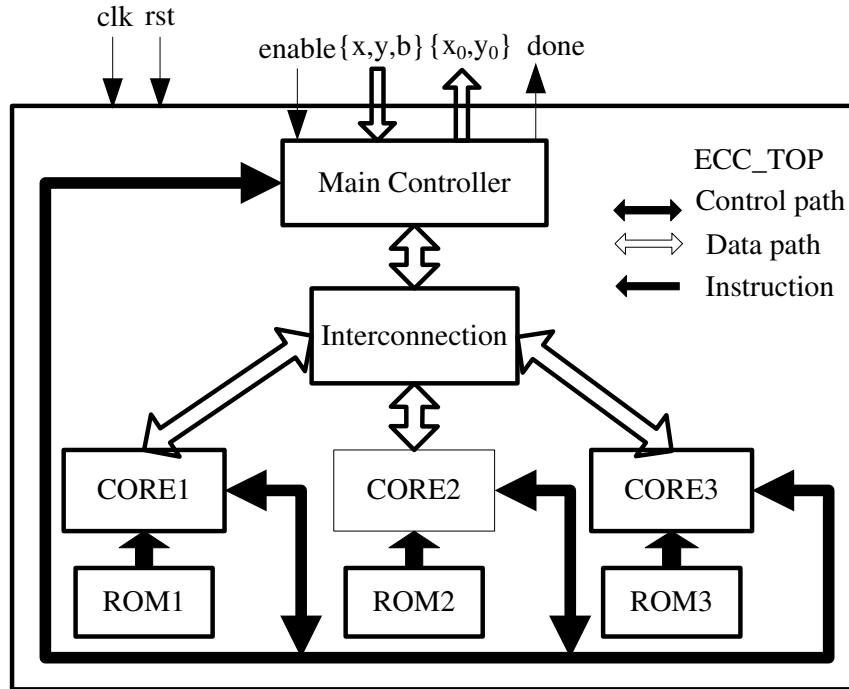 clk rst
enable {x,y,b} {x₀,y₀} done
Main Controller
ECC_TOP
Control path
Data path
Instruction
Interconnection
CORE1 CORE2 CORE3
ROM1 ROM2 ROM3